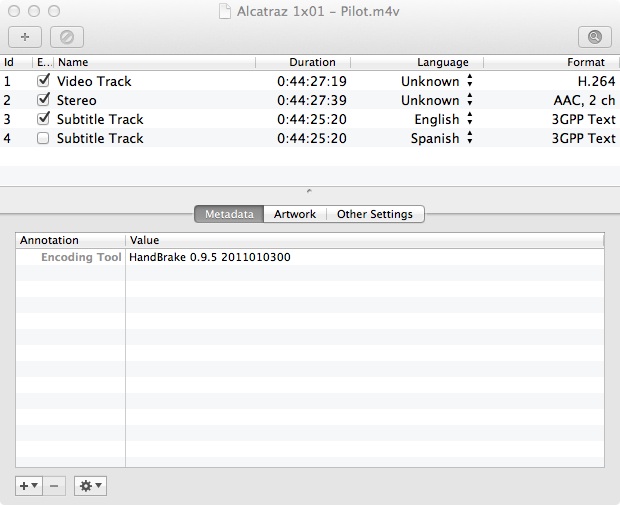 Alcatraz 1x01 – Pilot.m4v
Id E... Name Duration Language Format
1 Video Track 0:44:27:19 Unknown H.264
2 Stereo 0:44:27:39 Unknown AAC, 2 ch
3 Subtitle Track 0:44:25:20 English 3GPP Text
4 Subtitle Track 0:44:25:20 Spanish 3GPP Text
Metadata Artwork Other Settings
Annotation Value
Encoding Tool HandBrake 0.9.5 2011010300